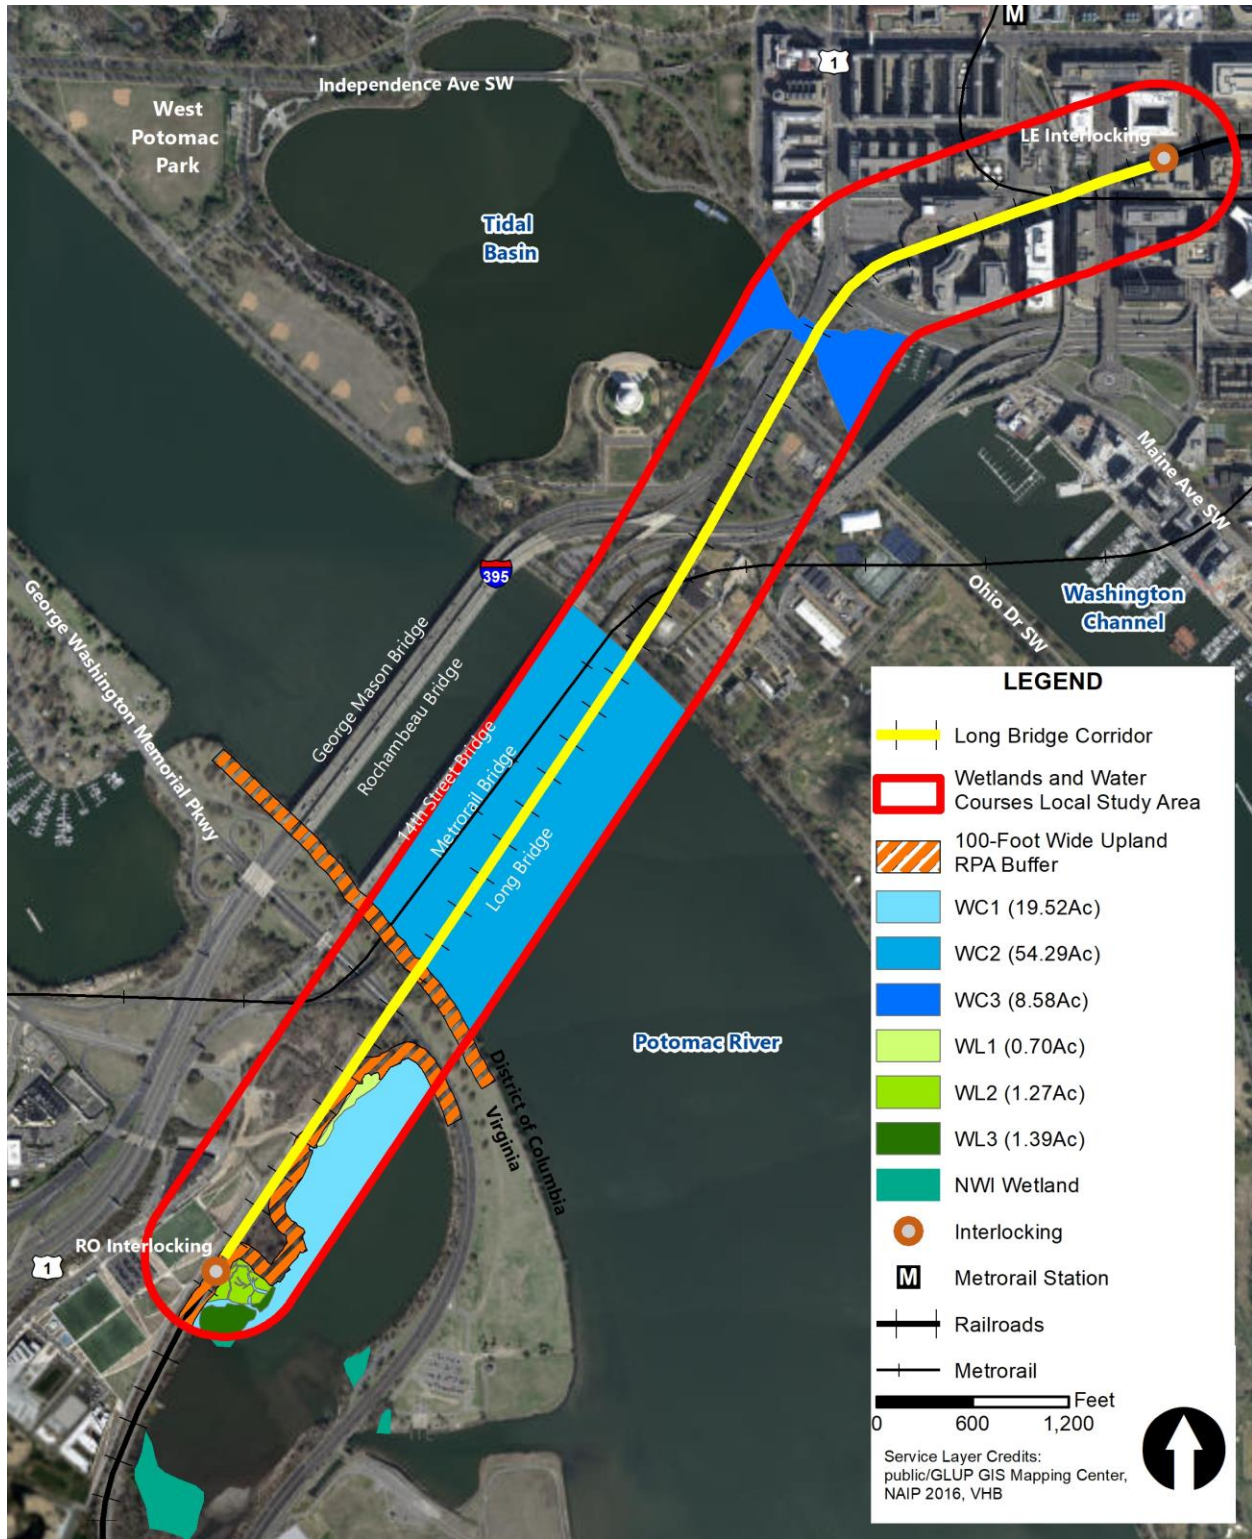 M
1
Independence Ave SW
West
Potomac
Park
LE Interlocking
Tidal
Basin
Maine Ave SW
395
George Washington Memorial Pkwy
George Mason Bridge
Rochambeau Bridge
14th Street Bridge
Metrorail Bridge
Long Bridge
Ohio Dr SW
Washington
Channel
Potomac River
District of Columbia
Virginia
RO Interlocking
1
LEGEND
Long Bridge Corridor
Wetlands and Water
Courses Local Study Area
100-Foot Wide Upland
RPA Buffer
WC1 (19.52Ac)
WC2 (54.29Ac)
WC3 (8.58Ac)
WL1 (0.70Ac)
WL2 (1.27Ac)
WL3 (1.39Ac)
NWI Wetland
Interlocking
M Metrorail Station
Railroads
Metrorail
Feet
0 600 1,200
Service Layer Credits:
public/GLUP GIS Mapping Center,
NAIP 2016, VHB